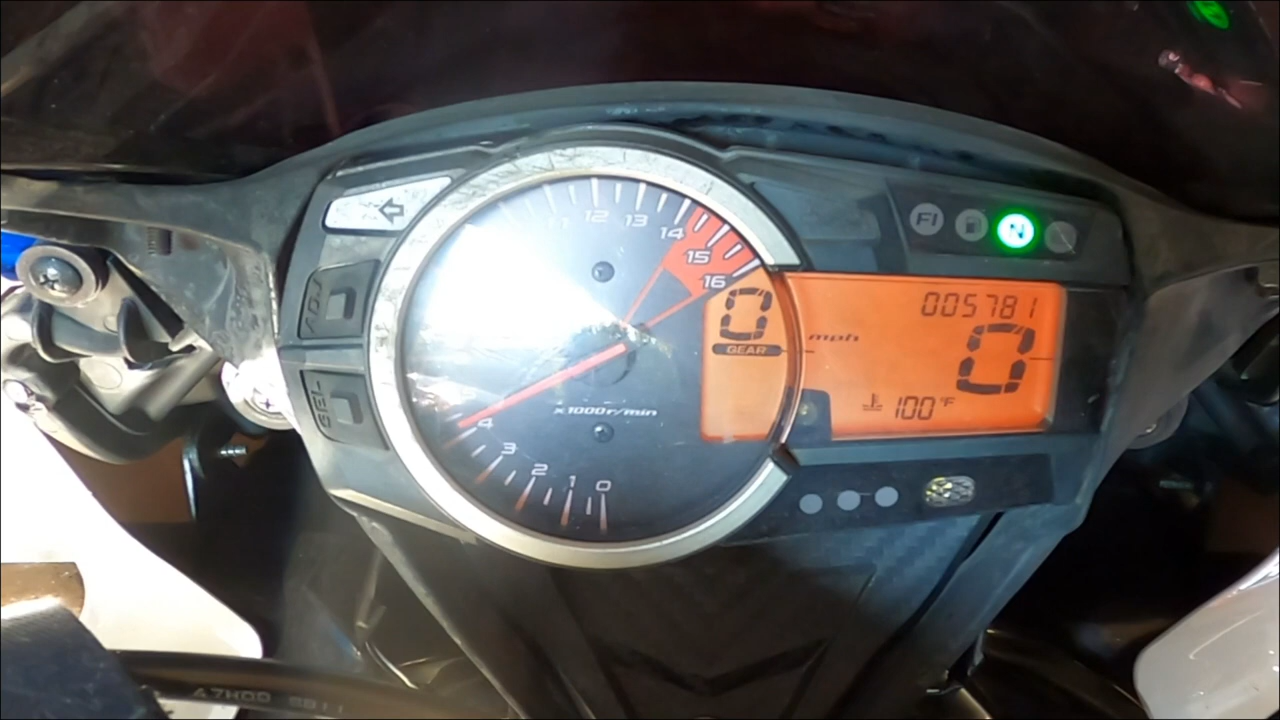 FI N
ADJ
SEL
11 12 13 14 15 16
0
GEAR
mph
005781
0
100 °F
x1000r/min
4 3 2 1 0